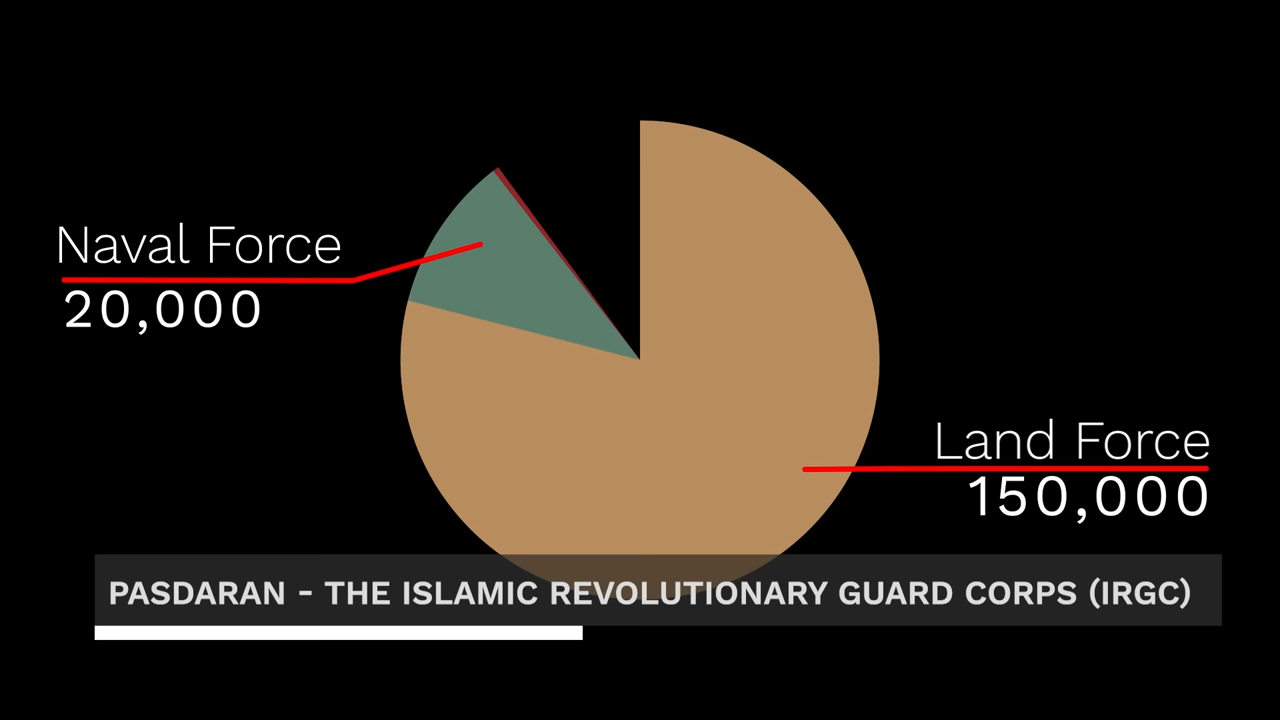 Naval Force
20,000
Land Force
150,000
PASDARAN - THE ISLAMIC REVOLUTIONARY GUARD CORPS (IRGC)